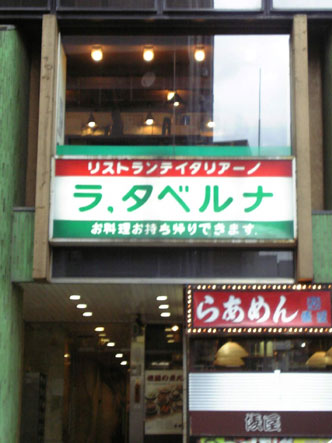 リストランテイタリアーノ
ラ,タベルナ
お料理お持ち帰りできます.
らあめん